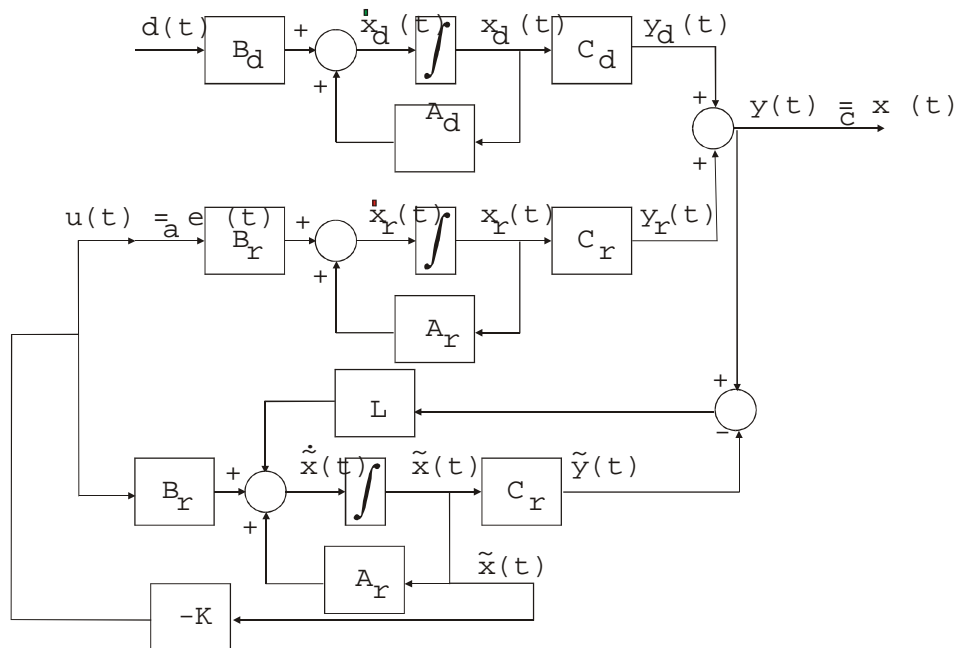 d(t)
B_d
+
+
ẋ_d(t)
∫
x_d(t)
C_d
y_d(t)
A_d
+
+
y(t) = x_c(t)
u(t) = e_a(t)
B_r
+
+
ẋ_r(t)
∫
x_r(t)
C_r
y_r(t)
A_r
L
+
-
B_r
+
+
x̃̇(t)
∫
x̃(t)
C_r
ỹ(t)
A_r
x̃(t)
-K